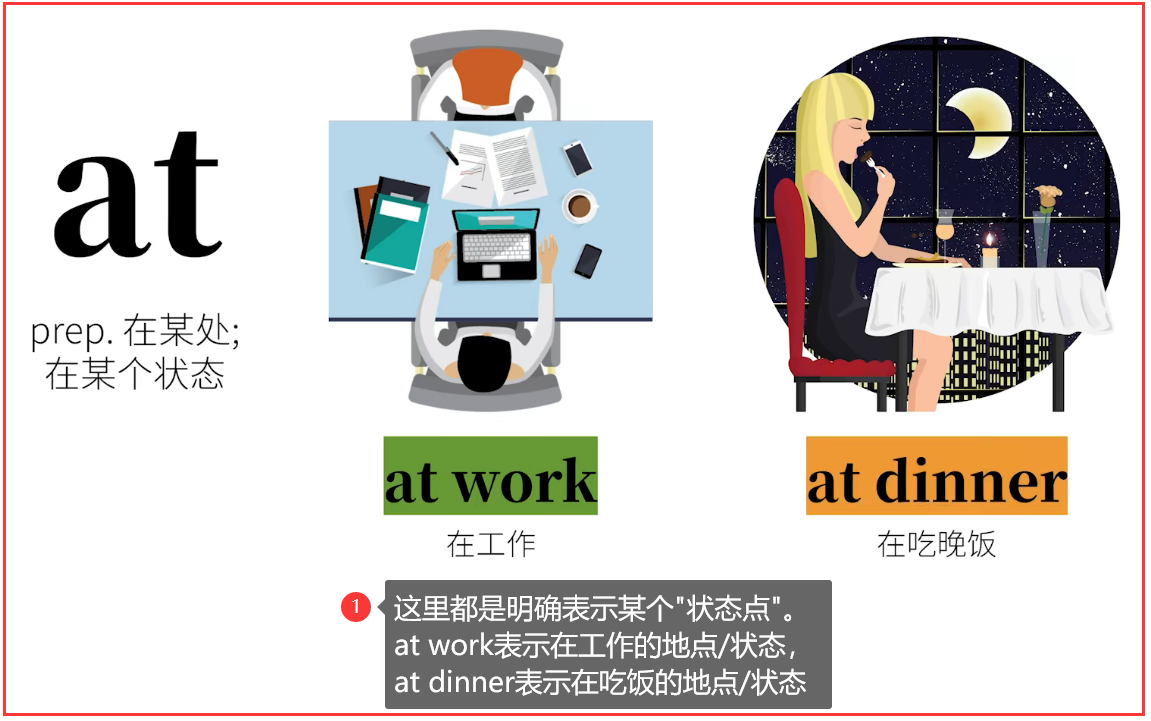 at
prep. 在某处;
在某个状态
at work
在工作
at dinner
在吃晚饭
1
这里都是明确表示某个"状态点"。
at work表示在工作的地点/状态，
at dinner表示在吃饭的地点/状态